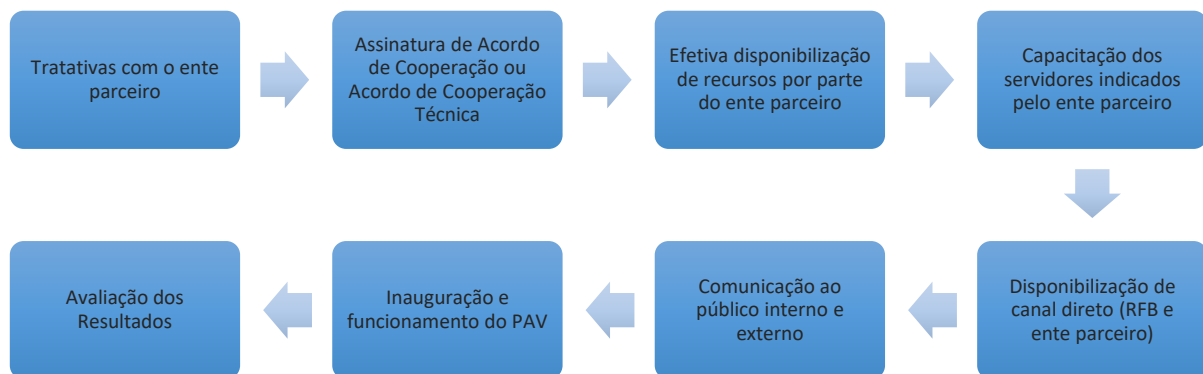 Tratativas com o ente
parceiro
Assinatura de Acordo
de Cooperação ou
Acordo de Cooperação
Técnica
Efetiva disponibilização
de recursos por parte
do ente parceiro
Capacitação dos
servidores indicados
pelo ente parceiro
Disponibilização de
canal direto (RFB e
ente parceiro)
Comunicação ao
público interno e
externo
Inauguração e
funcionamento do PAV
Avaliação dos
Resultados